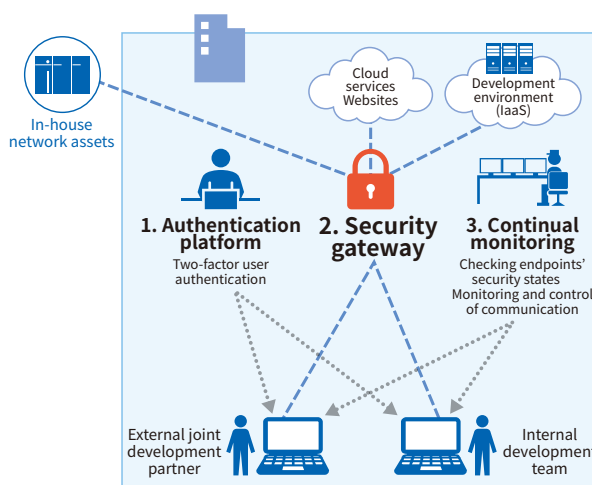 Cloud
services
Websites
Development
environment
(IaaS)
In-house
network assets
1. Authentication
platform
Two-factor user
authentication
2. Security
gateway
3. Continual
monitoring
Checking endpoints’
security states
Monitoring and control
of communication
External joint
development
partner
Internal
development
team